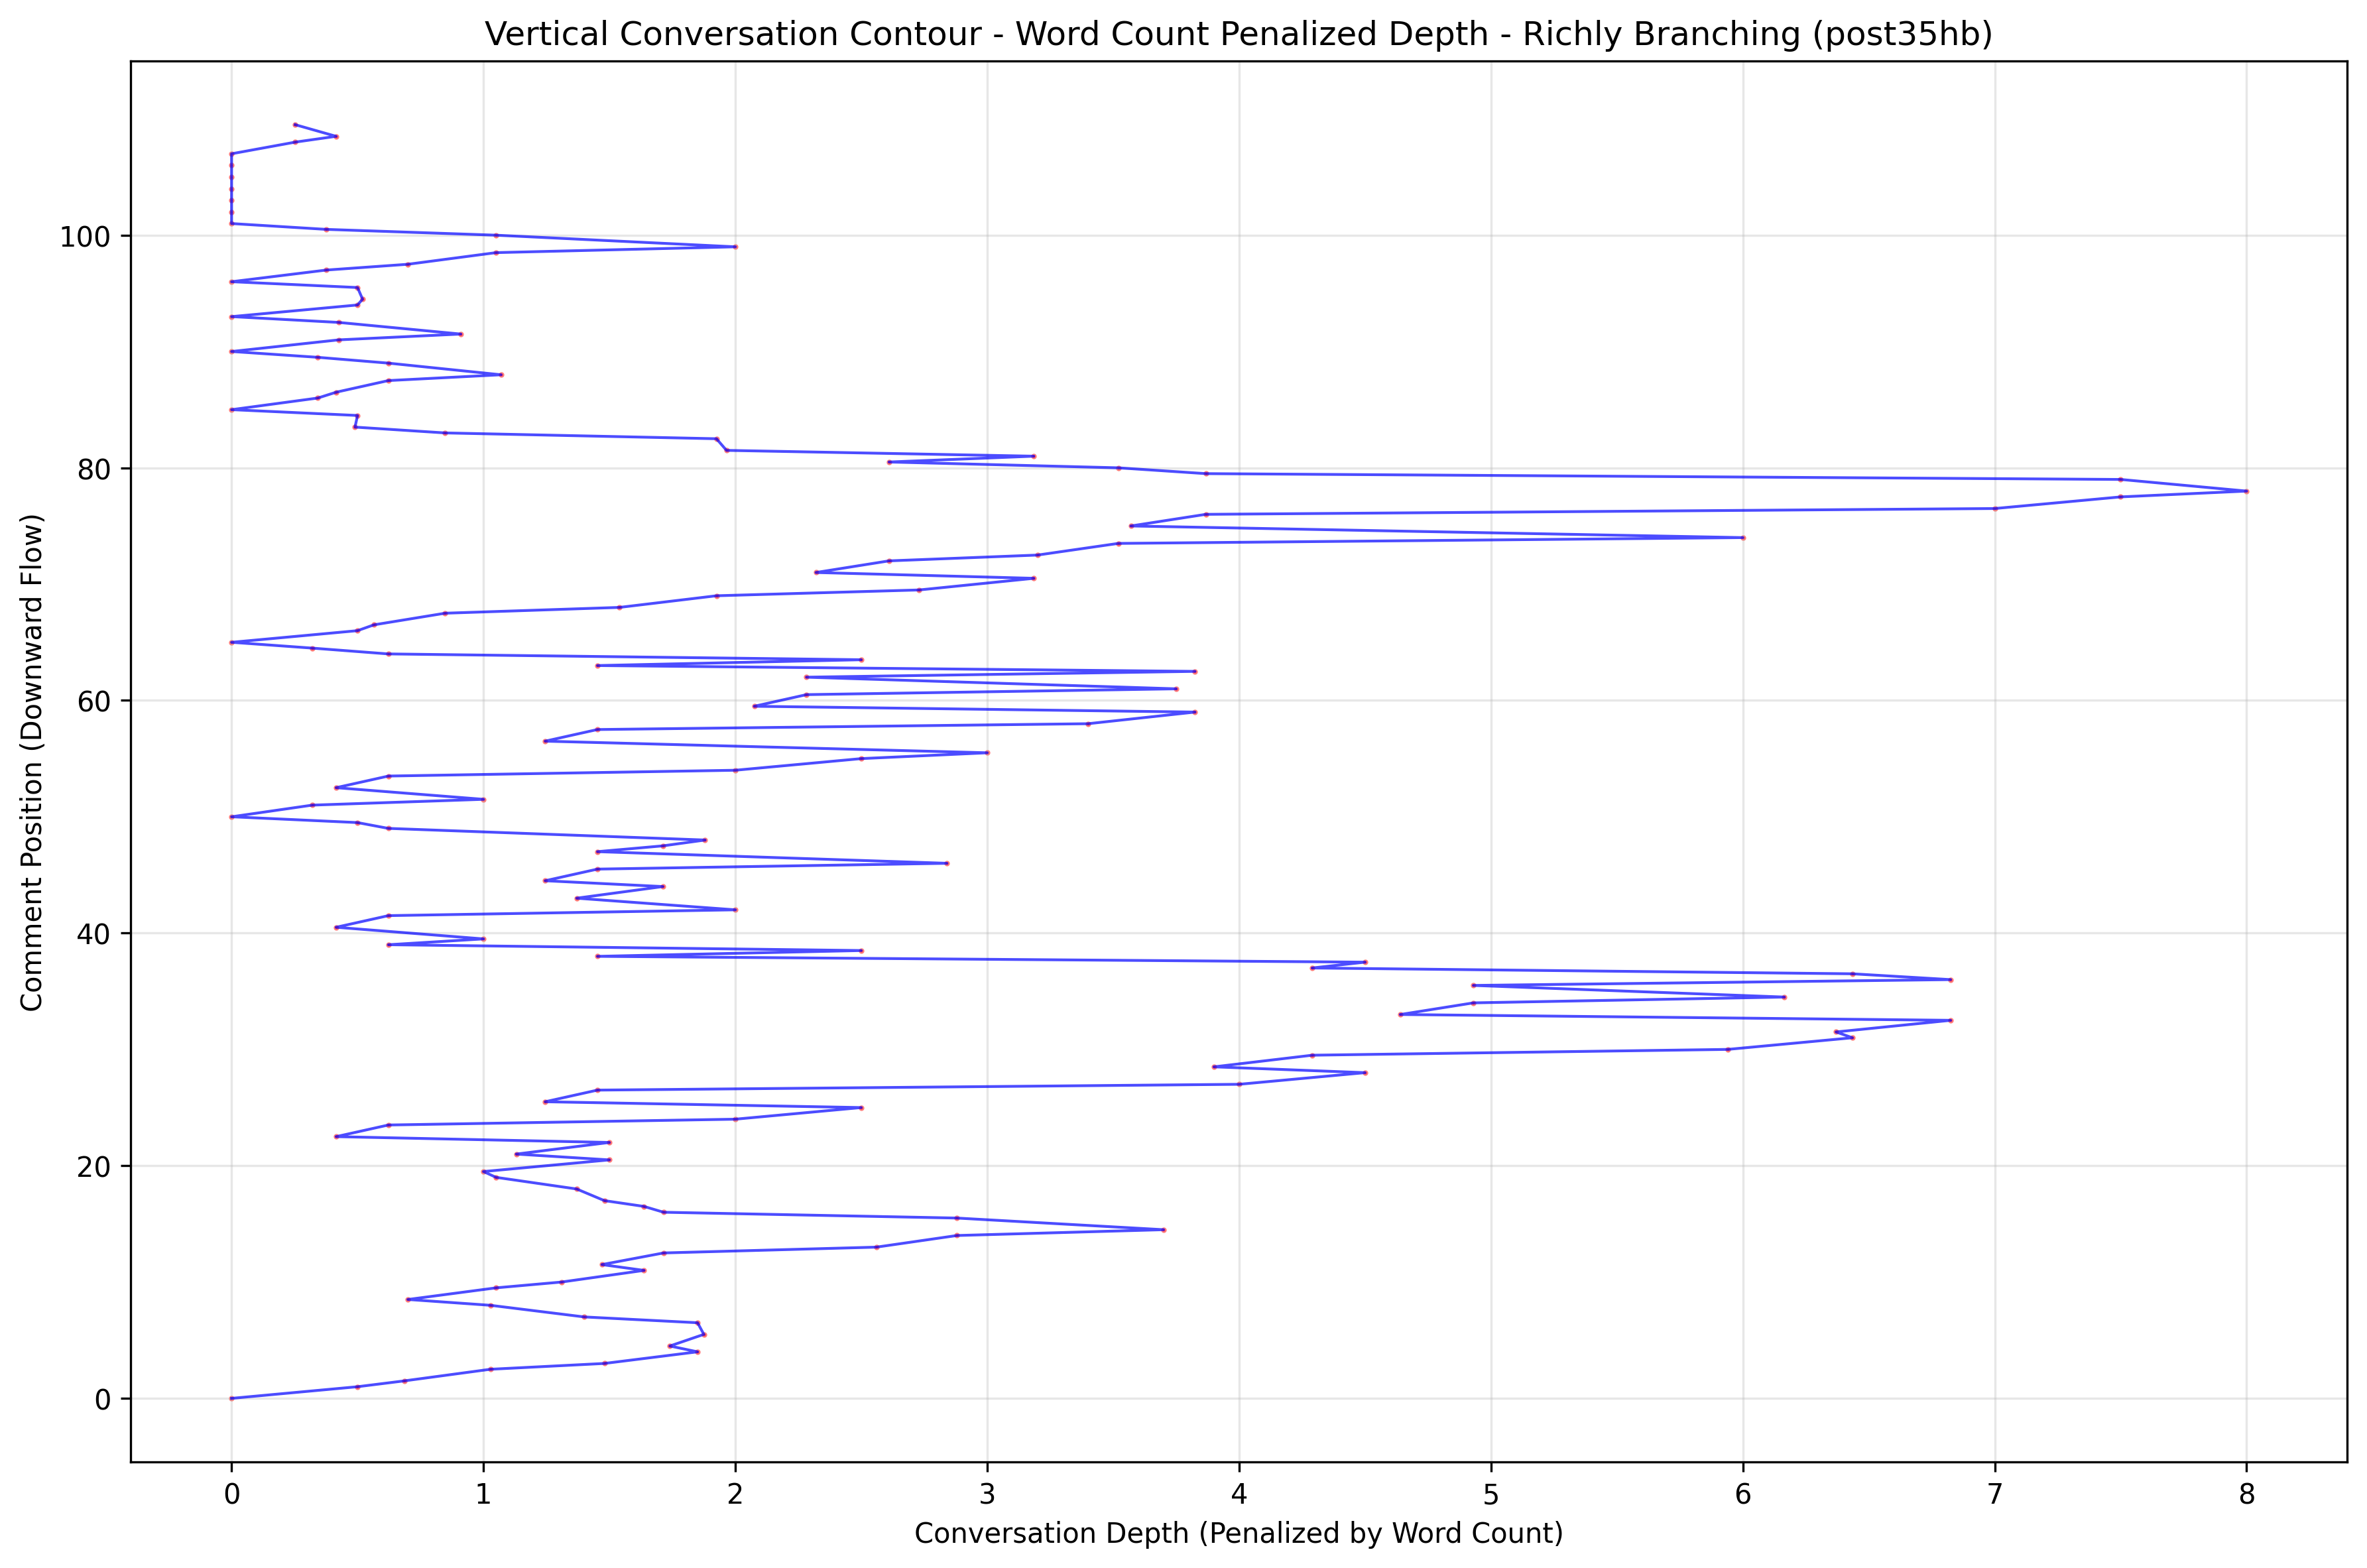 Vertical Conversation Contour - Word Count Penalized Depth - Richly Branching (post35hb)
Comment Position (Downward Flow)
100
80
60
40
20
0
0 1 2 3 4 5 6 7 8
Conversation Depth (Penalized by Word Count)